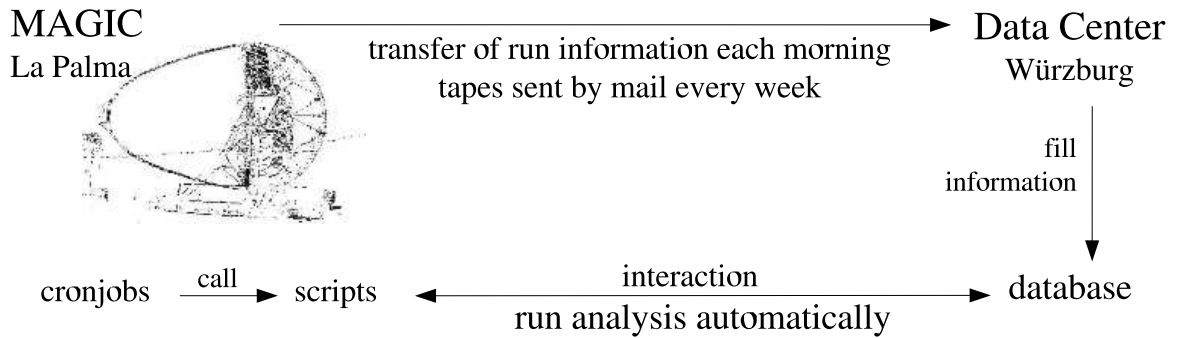 MAGIC
La Palma
transfer of run information each morning
tapes sent by mail every week
Data Center
Würzburg
fill
information
cronjobs
call
scripts
interaction
run analysis automatically
database